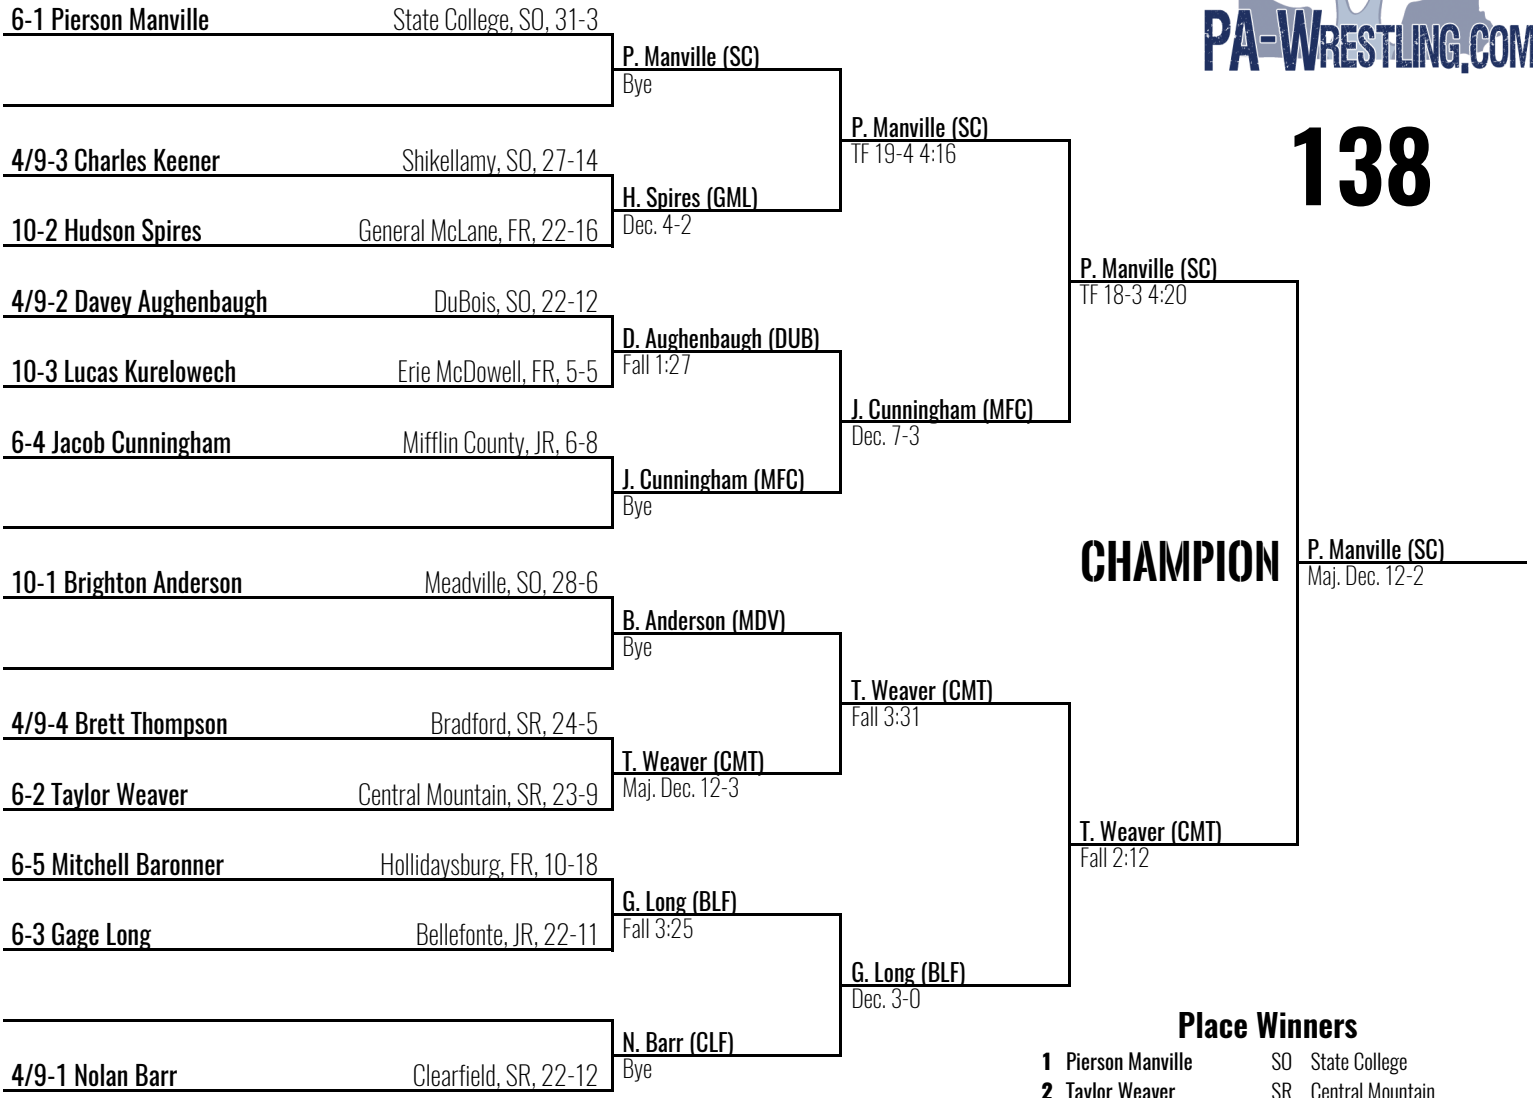 PA-WRESTLING.COM
138
6-1 Pierson Manville State College, SO, 31-3
P. Manville (SC)
Bye
P. Manville (SC)
TF 19-4 4:16
4/9-3 Charles Keener Shikellamy, SO, 27-14
H. Spires (GML)
Dec. 4-2
10-2 Hudson Spires General McLane, FR, 22-16
P. Manville (SC)
TF 18-3 4:20
4/9-2 Davey Aughenbaugh DuBois, SO, 22-12
D. Aughenbaugh (DUB)
Fall 1:27
10-3 Lucas Kurelowech Erie McDowell, FR, 5-5
J. Cunningham (MFC)
Dec. 7-3
6-4 Jacob Cunningham Mifflin County, JR, 6-8
J. Cunningham (MFC)
Bye
CHAMPION
P. Manville (SC)
Maj. Dec. 12-2
10-1 Brighton Anderson Meadville, SO, 28-6
B. Anderson (MDV)
Bye
T. Weaver (CMT)
Fall 3:31
4/9-4 Brett Thompson Bradford, SR, 24-5
T. Weaver (CMT)
Maj. Dec. 12-3
6-2 Taylor Weaver Central Mountain, SR, 23-9
T. Weaver (CMT)
Fall 2:12
6-5 Mitchell Baronner Hollidaysburg, FR, 10-18
G. Long (BLF)
Fall 3:25
6-3 Gage Long Bellefonte, JR, 22-11
G. Long (BLF)
Dec. 3-0
N. Barr (CLF)
Bye
4/9-1 Nolan Barr Clearfield, SR, 22-12
Place Winners
1 Pierson Manville SO State College
2 Taylor Weaver SR Central Mountain